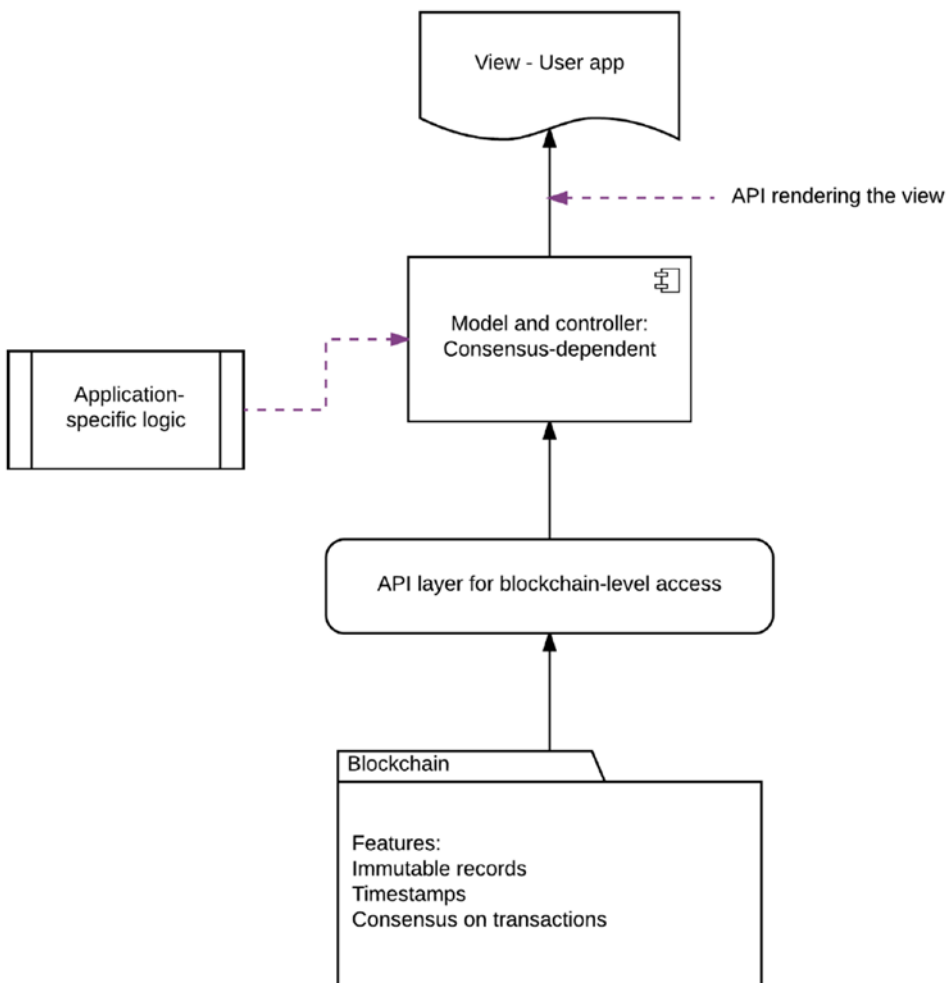 View - User app
API rendering the view
Model and controller:
Consensus-dependent
Application-
specific logic
API layer for blockchain-level access
Blockchain
Features:
Immutable records
Timestamps
Consensus on transactions